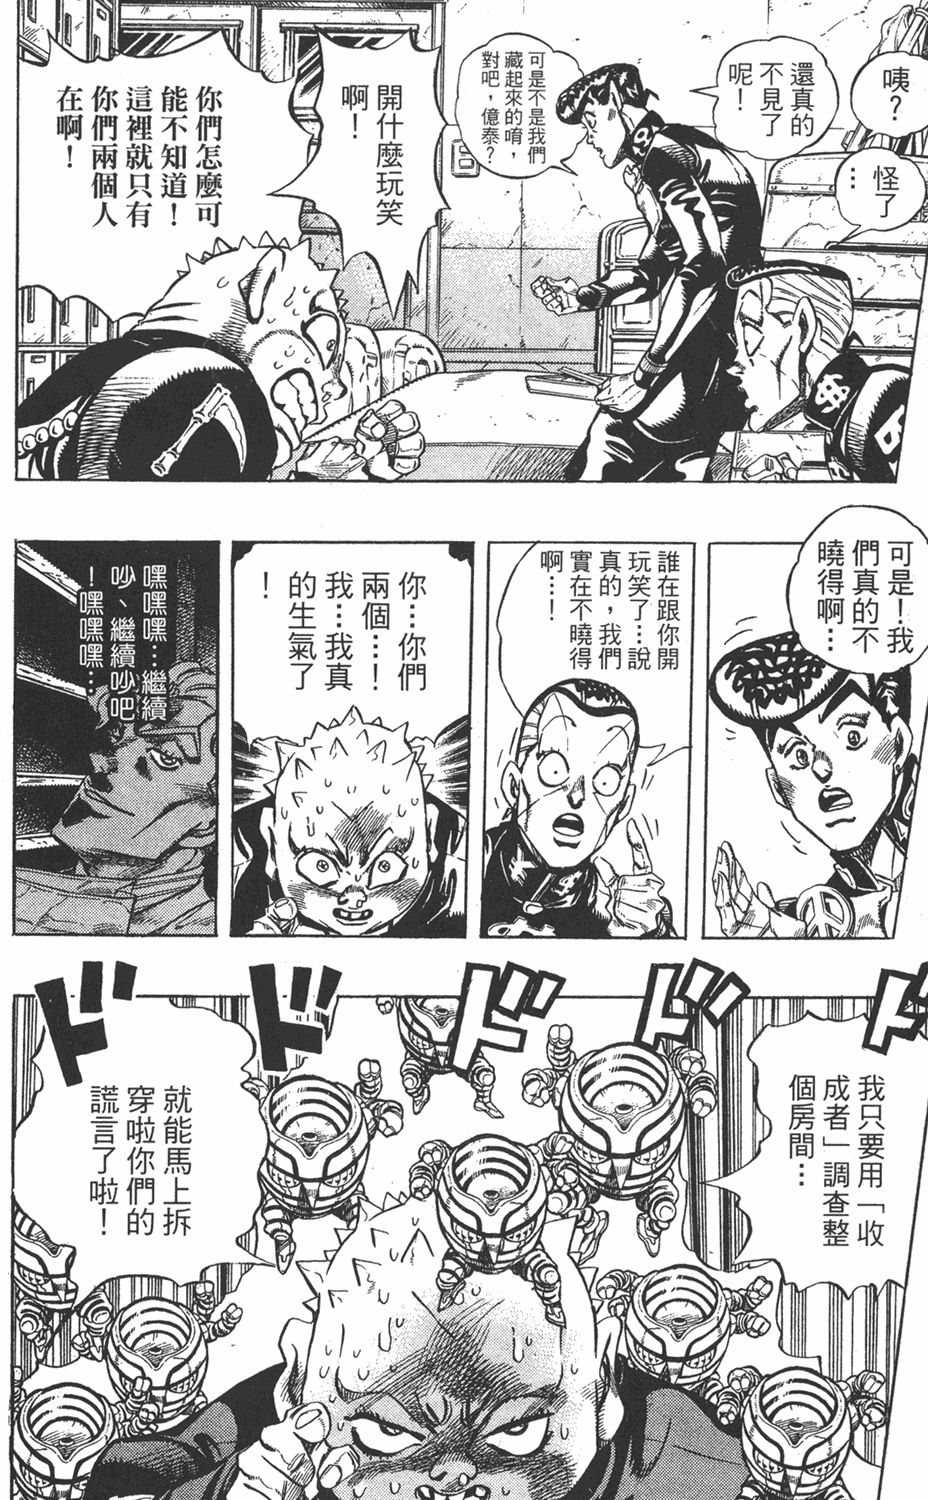 咦？
怪了
…
還真的
不見了
呢！
可是不是我們
藏起來的唷，
對吧，億泰？
開什麼玩笑
啊！
你們怎麼可
能不知道！
這裡就只有
你們兩個人
在啊！
可是！我
們真的不
曉得啊…
誰在跟你開
玩笑了…說
真的，我們
實在不曉得
啊…！
你…你們
兩個…！
我…我真
的生氣了
！
嘿嘿嘿…繼續
吵、繼續吵吧
！嘿嘿嘿…
我只要用「收
成者」調查整
個房間…
就能馬上拆
穿啦你們的
謊言了啦！
ド
ド
ド
ド
ド